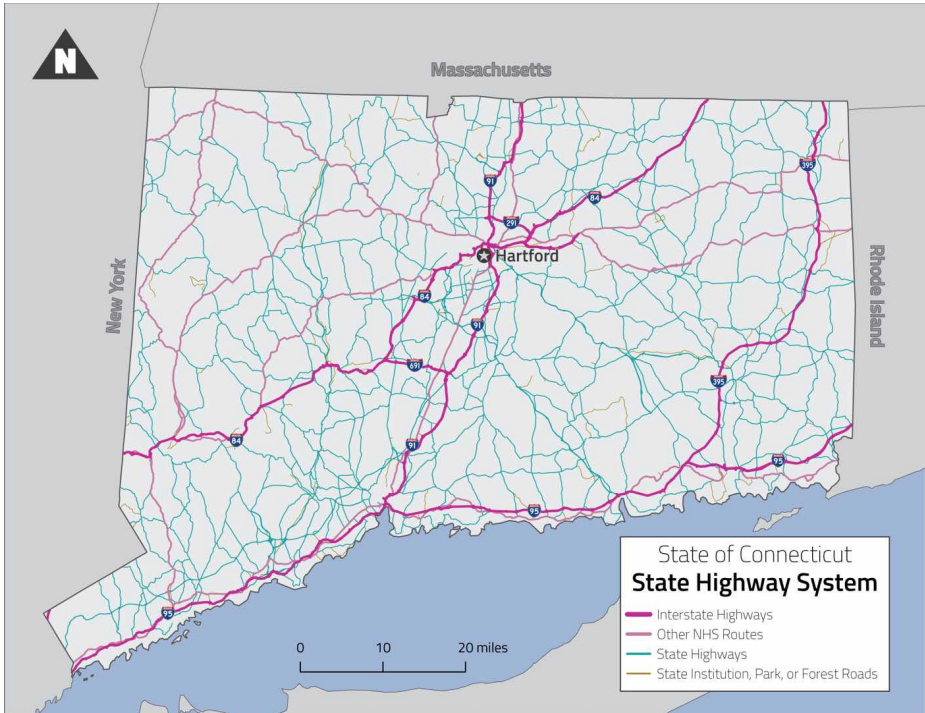 N
Massachusetts
395
91
84
291
Hartford
New York
Rhode Island
84
91
691
395
84
91
95
95
95
0 10 20 miles
State of Connecticut
State Highway System
Interstate Highways
Other NHS Routes
State Highways
State Institution, Park, or Forest Roads